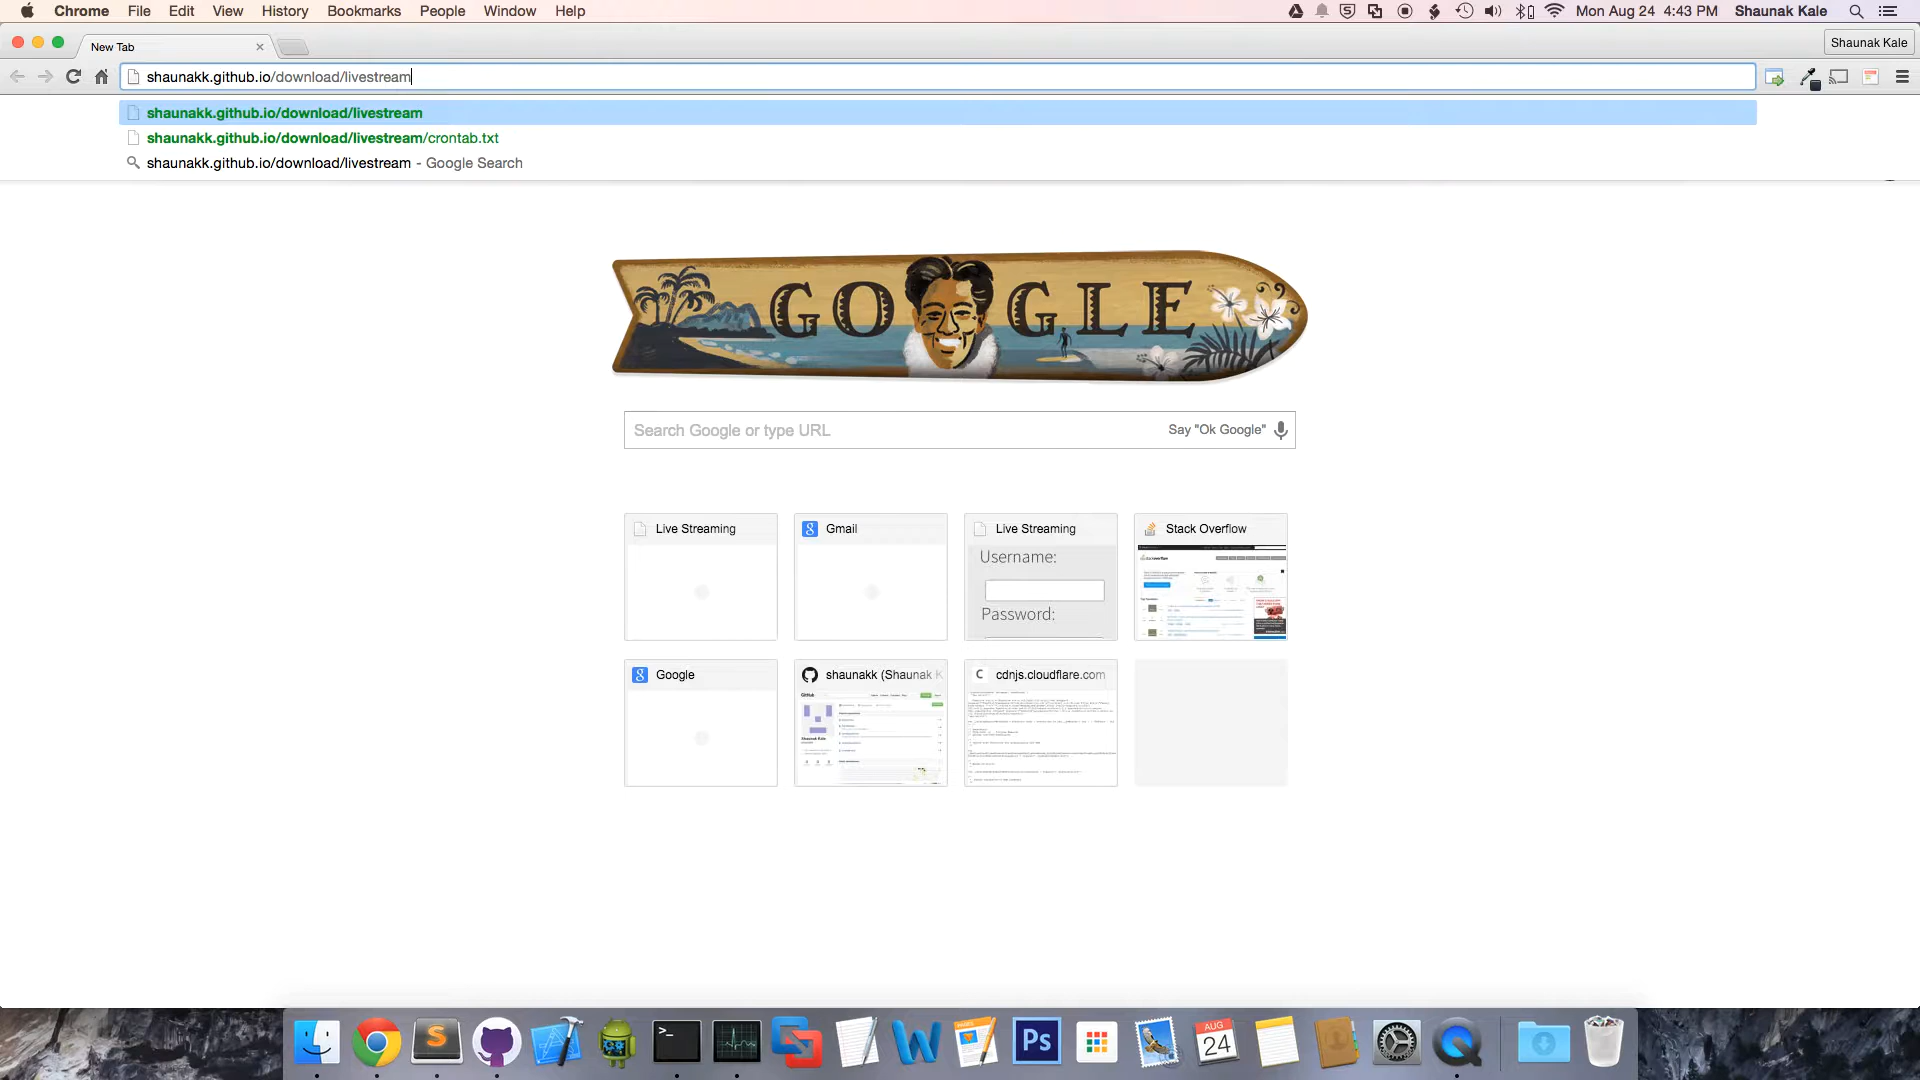 Chrome File Edit View History Bookmarks People Window Help Mon Aug 24 4:43 PM Shaunak Kale
New Tab Shaunak Kale
shaunakk.github.io/download/livestream
shaunakk.github.io/download/livestream
shaunakk.github.io/download/livestream/crontab.txt
shaunakk.github.io/download/livestream - Google Search
GO GLE
Search Google or type URL Say "Ok Google"
Live Streaming Gmail Live Streaming Stack Overflow
Username:
Password:
Google shaunakk (Shaunak K cdnjs.cloudflare.com
AUG
24
Ps